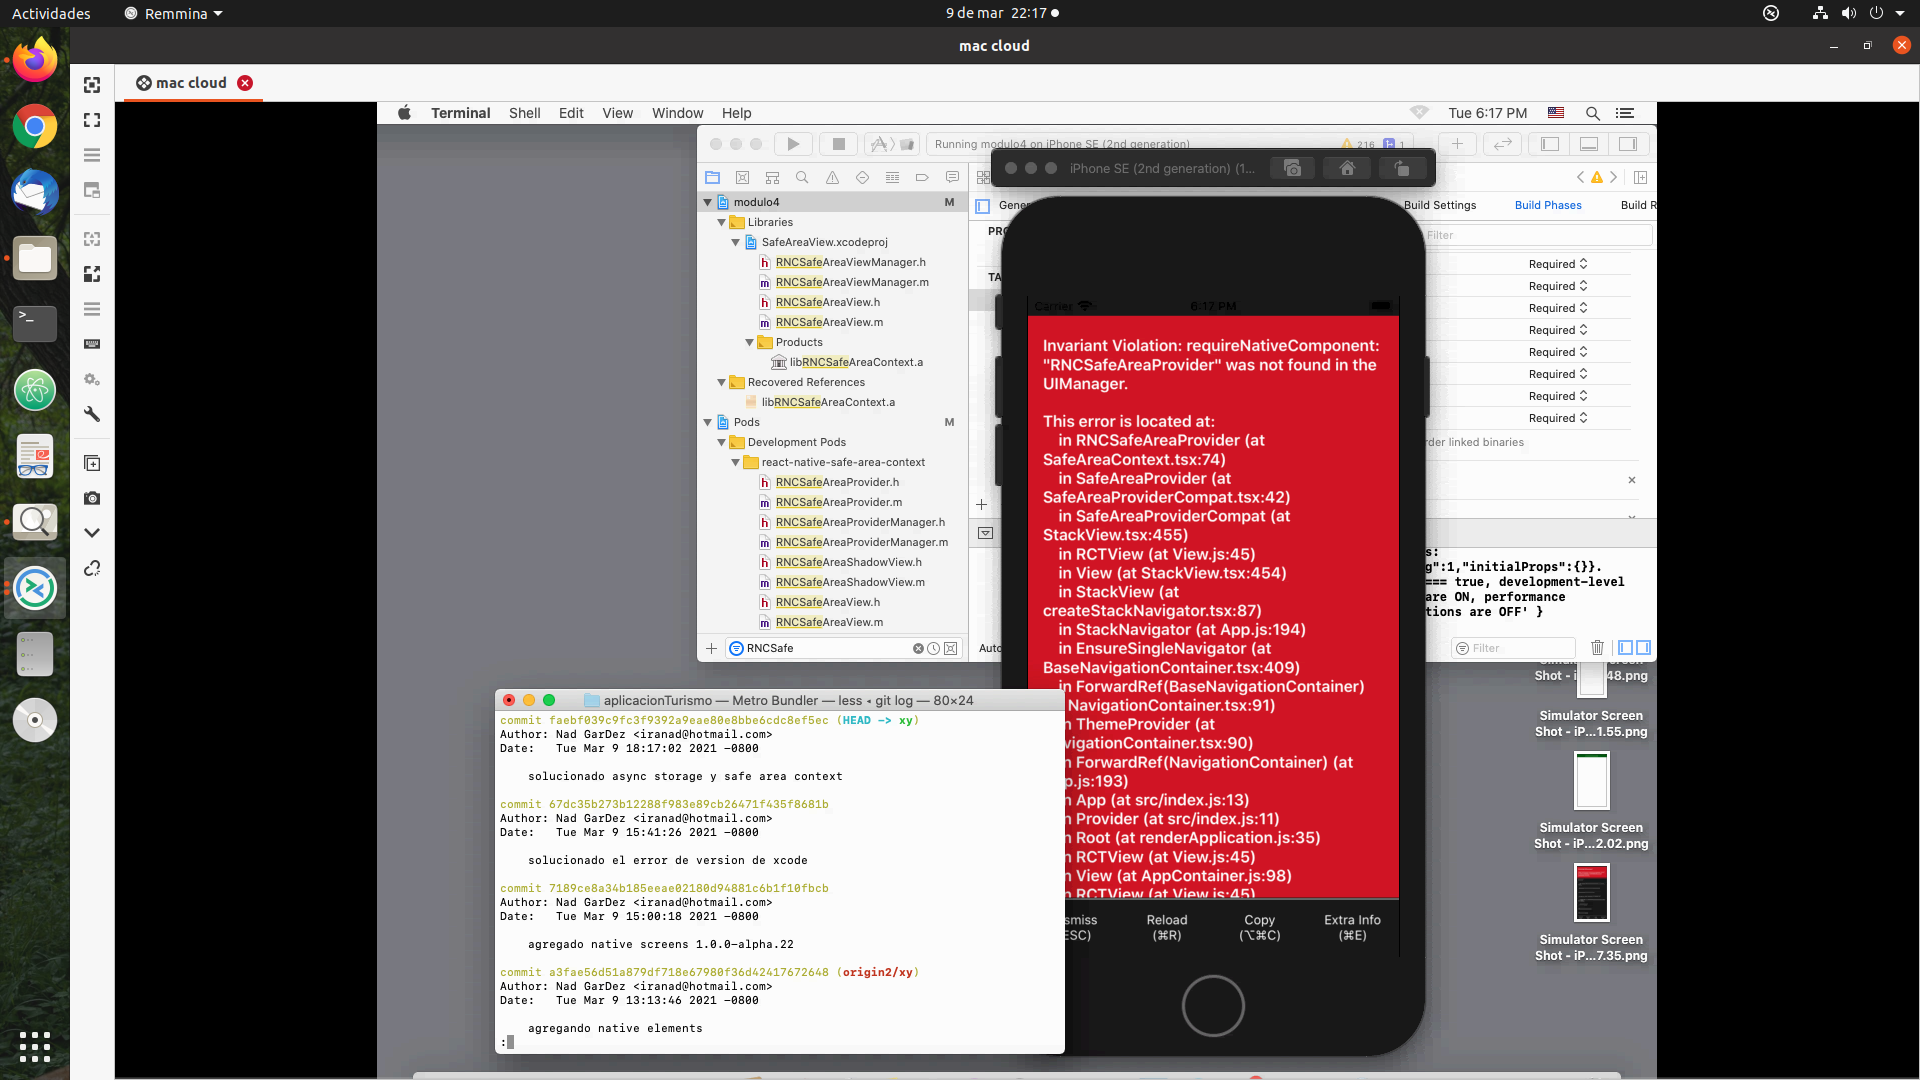 Actividades
Remmina
9 de mar 22:17
mac cloud
mac cloud
Terminal Shell Edit View Window Help
Tue 6:17 PM
Running modulo4 on iPhone SE (2nd generation)
216
1
iPhone SE (2nd generation) (1...
modulo4 M
Libraries
SafeAreaView.xcodeproj
RNCSafeAreaViewManager.h
RNCSafeAreaViewManager.m
RNCSafeAreaView.h
RNCSafeAreaView.m
Products
libRNCSafeAreaContext.a
Recovered References
libRNCSafeAreaContext.a
Pods M
Development Pods
react-native-safe-area-context
RNCSafeAreaProvider.h
RNCSafeAreaProvider.m
RNCSafeAreaProviderManager.h
RNCSafeAreaProviderManager.m
RNCSafeAreaShadowView.h
RNCSafeAreaShadowView.m
RNCSafeAreaView.h
RNCSafeAreaView.m
RNCSafe
Gener
Build Settings
Build Phases
Build R
PRO
TA
Filter
Required
Required
Required
Required
Required
Required
Required
Required
rder linked binaries
s:
g":1,"initialProps":{}}.
=== true, development-level
are ON, performance
tions are OFF' }
Auto
Filter
Carrier
6:17 PM
Invariant Violation: requireNativeComponent:
"RNCSafeAreaProvider" was not found in the
UIManager.
This error is located at:
in RNCSafeAreaProvider (at
SafeAreaContext.tsx:74)
in SafeAreaProvider (at
SafeAreaProviderCompat.tsx:42)
in SafeAreaProviderCompat (at
StackView.tsx:455)
in RCTView (at View.js:45)
in View (at StackView.tsx:454)
in StackView (at
createStackNavigator.tsx:87)
in StackNavigator (at App.js:194)
in EnsureSingleNavigator (at
BaseNavigationContainer.tsx:409)
in ForwardRef(BaseNavigationContainer)
NavigationContainer.tsx:91)
n ThemeProvider (at
vigationContainer.tsx:90)
n ForwardRef(NavigationContainer) (at
p.js:193)
n App (at src/index.js:13)
n Provider (at src/index.js:11)
n Root (at renderApplication.js:35)
n RCTView (at View.js:45)
n View (at AppContainer.js:98)
n RCTView (at View.js:45)
smiss
ESC)
Reload
(⌘R)
Copy
(⌥⌘C)
Extra Info
(⌘E)
aplicacionTurismo — Metro Bundler — less ◂ git log — 80×24
commit faebf039c9fc3f9392a9eae80e8bbe6cdc8ef5ec (HEAD -> xy)
Author: Nad GarDez <iranad@hotmail.com>
Date:   Tue Mar 9 18:17:02 2021 -0800
solucionado async storage y safe area context
commit 67dc35b273b12288f983e89cb26471f435f8681b
Author: Nad GarDez <iranad@hotmail.com>
Date:   Tue Mar 9 15:41:26 2021 -0800
solucionado el error de version de xcode
commit 7189ce8a34b185eeae02180d94881c6b1f10fbcb
Author: Nad GarDez <iranad@hotmail.com>
Date:   Tue Mar 9 15:00:18 2021 -0800
agregado native screens 1.0.0-alpha.22
commit a3fae56d51a879df718e67980f36d42417672648 (origin2/xy)
Author: Nad GarDez <iranad@hotmail.com>
Date:   Tue Mar 9 13:13:46 2021 -0800
agregando native elements
:
48.png
Simulator Screen
Shot - iP...1.55.png
Simulator Screen
Shot - iP...2.02.png
Simulator Screen
Shot - iP...7.35.png